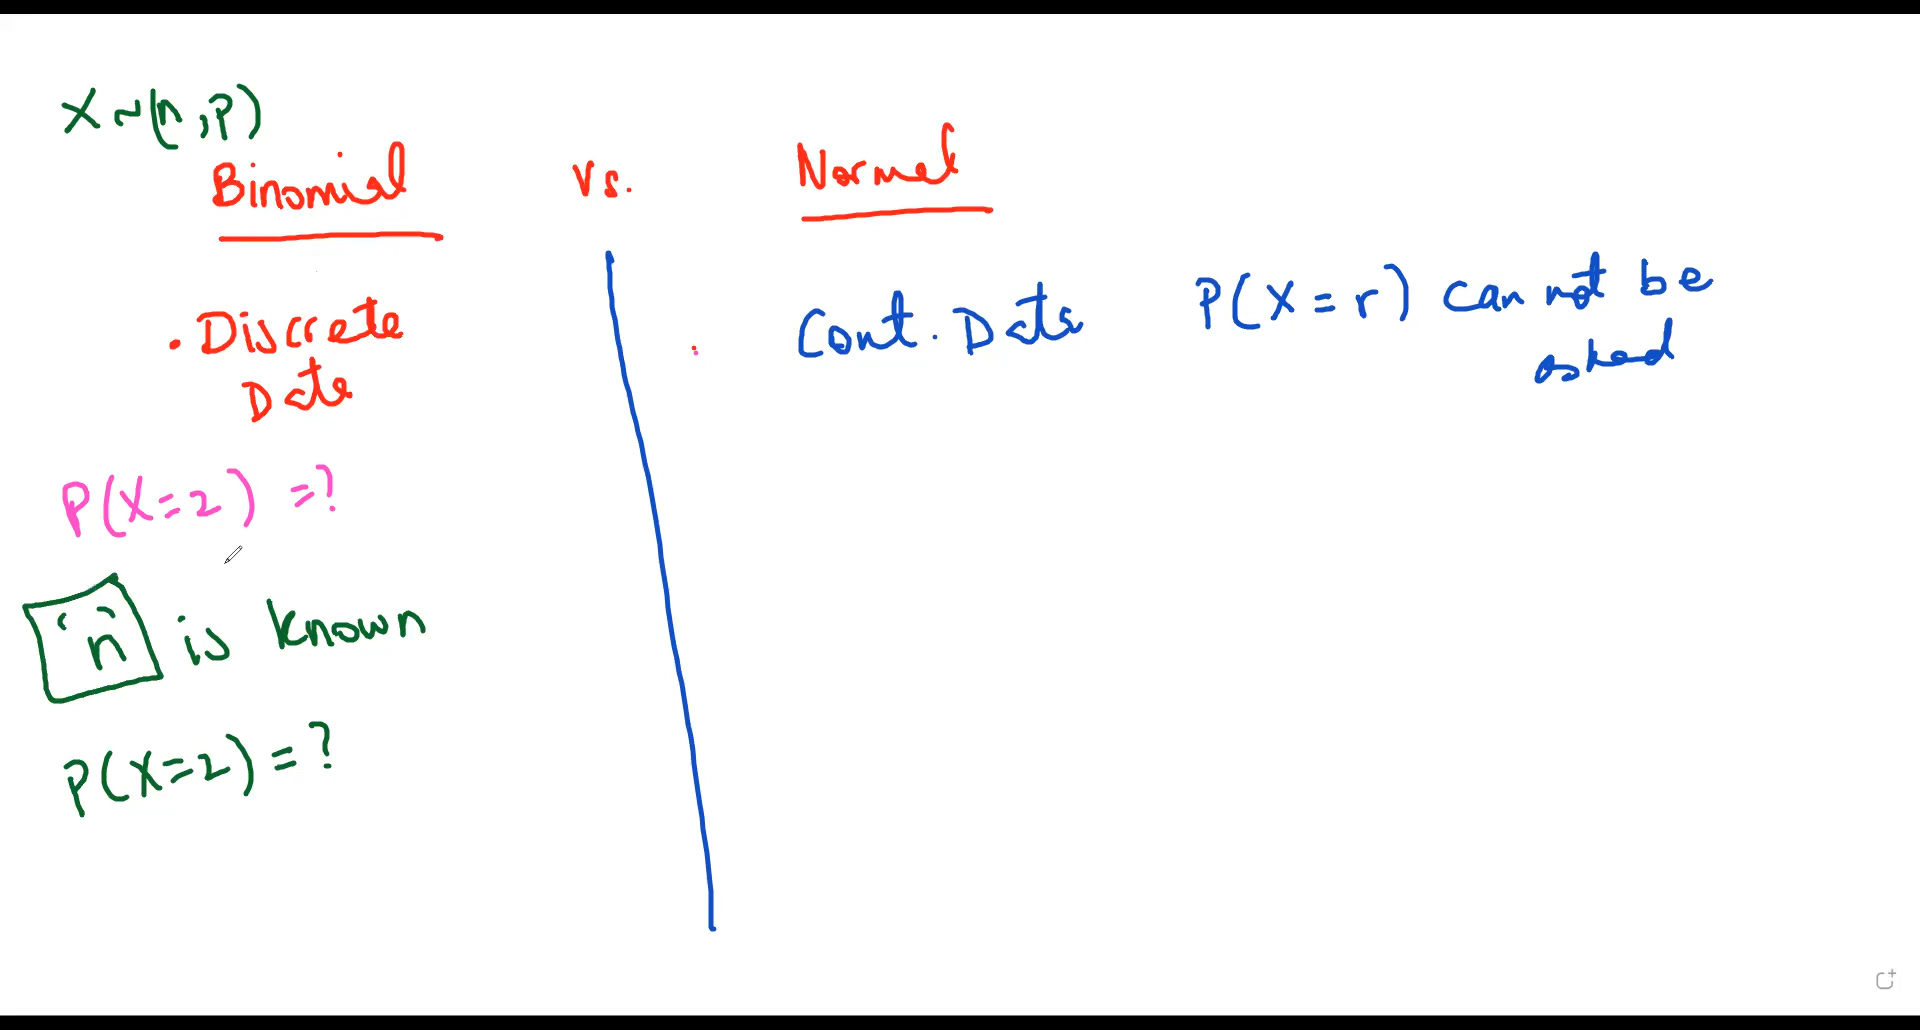 X ~ (n, P)
Binomial vs. Normal
. Discrete
Data
Cont. Data
P(X = r) can not be
asked
P(X = 2) = ?
"n" is known
P(X = 2) = ?